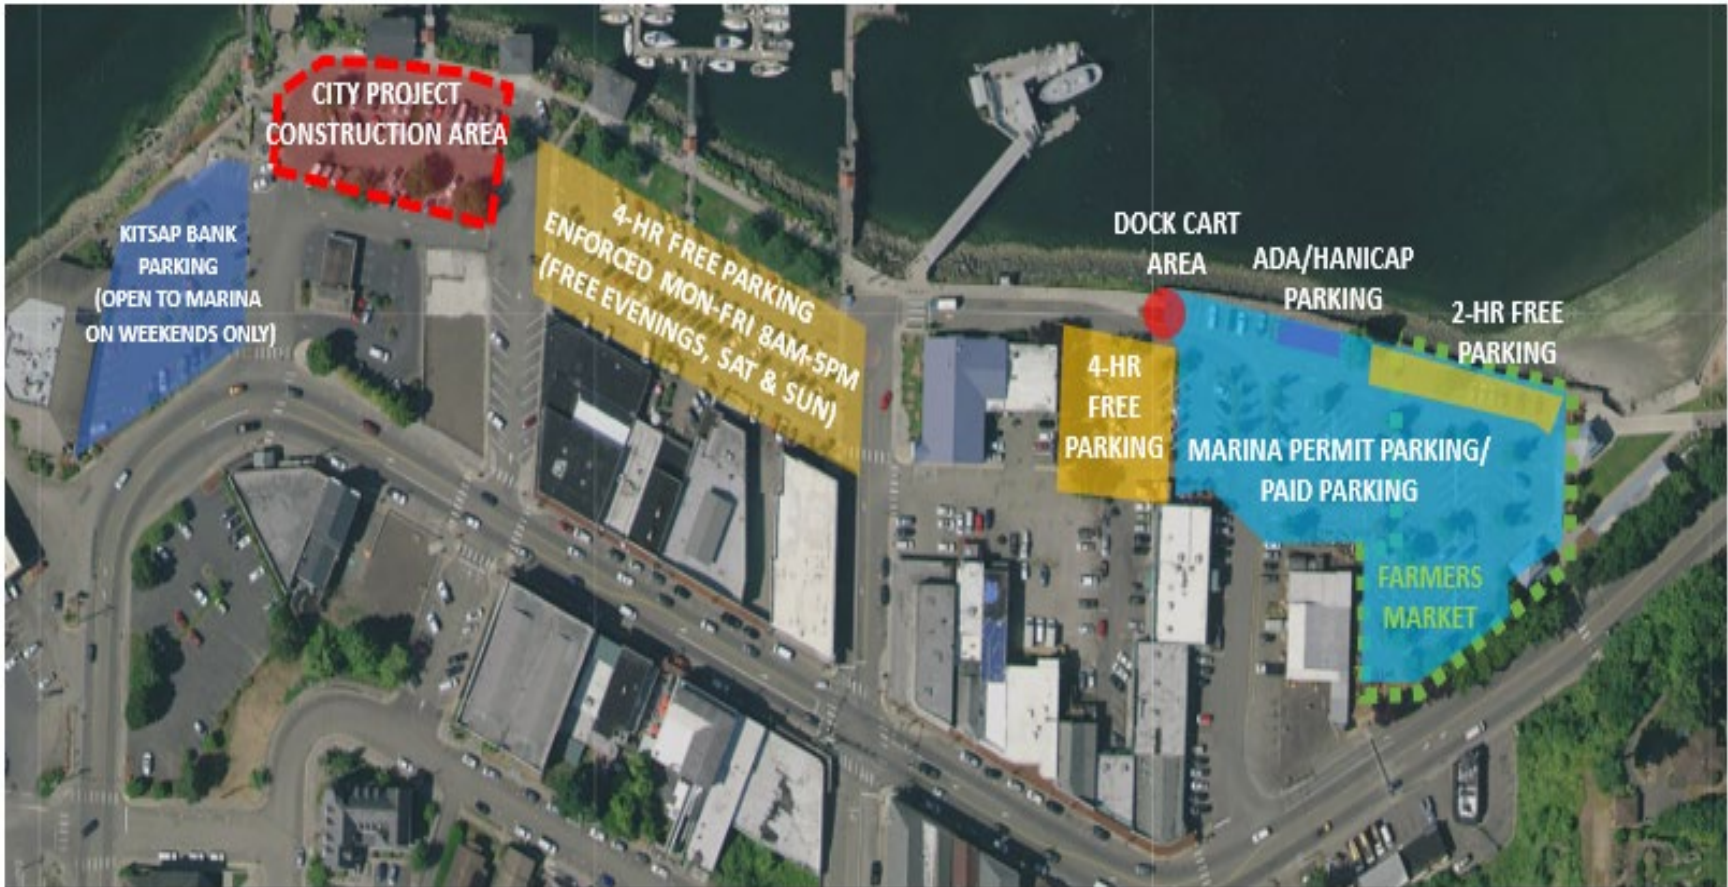 CITY PROJECT
CONSTRUCTION AREA
KITSAP BANK
PARKING
(OPEN TO MARINA
ON WEEKENDS ONLY)
4-HR FREE PARKING
ENFORCED MON-FRI 8AM-5PM
(FREE EVENINGS, SAT & SUN)
DOCK CART
AREA
ADA/HANICAP
PARKING
2-HR FREE
PARKING
4-HR
FREE
PARKING
MARINA PERMIT PARKING/
PAID PARKING
FARMERS
MARKET